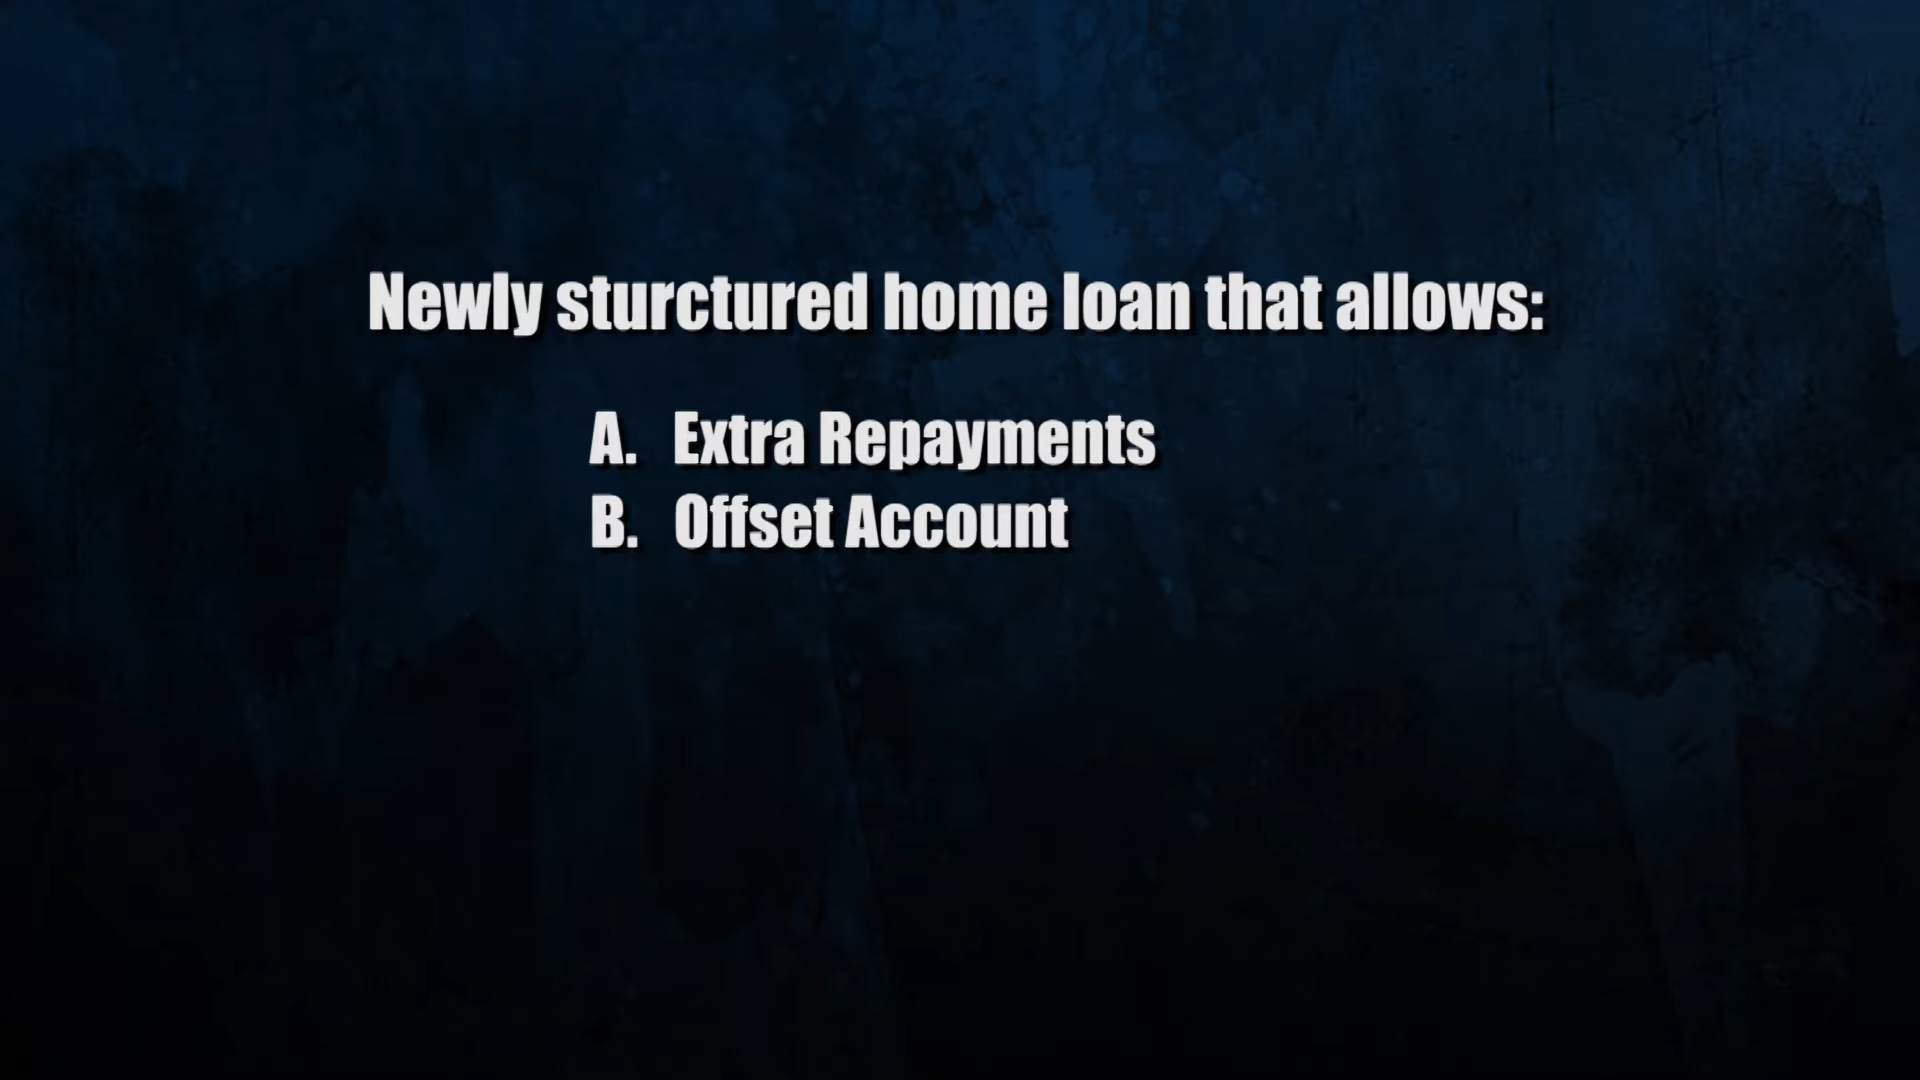 Newly sturctured home loan that allows:
A. Extra Repayments
B. Offset Account